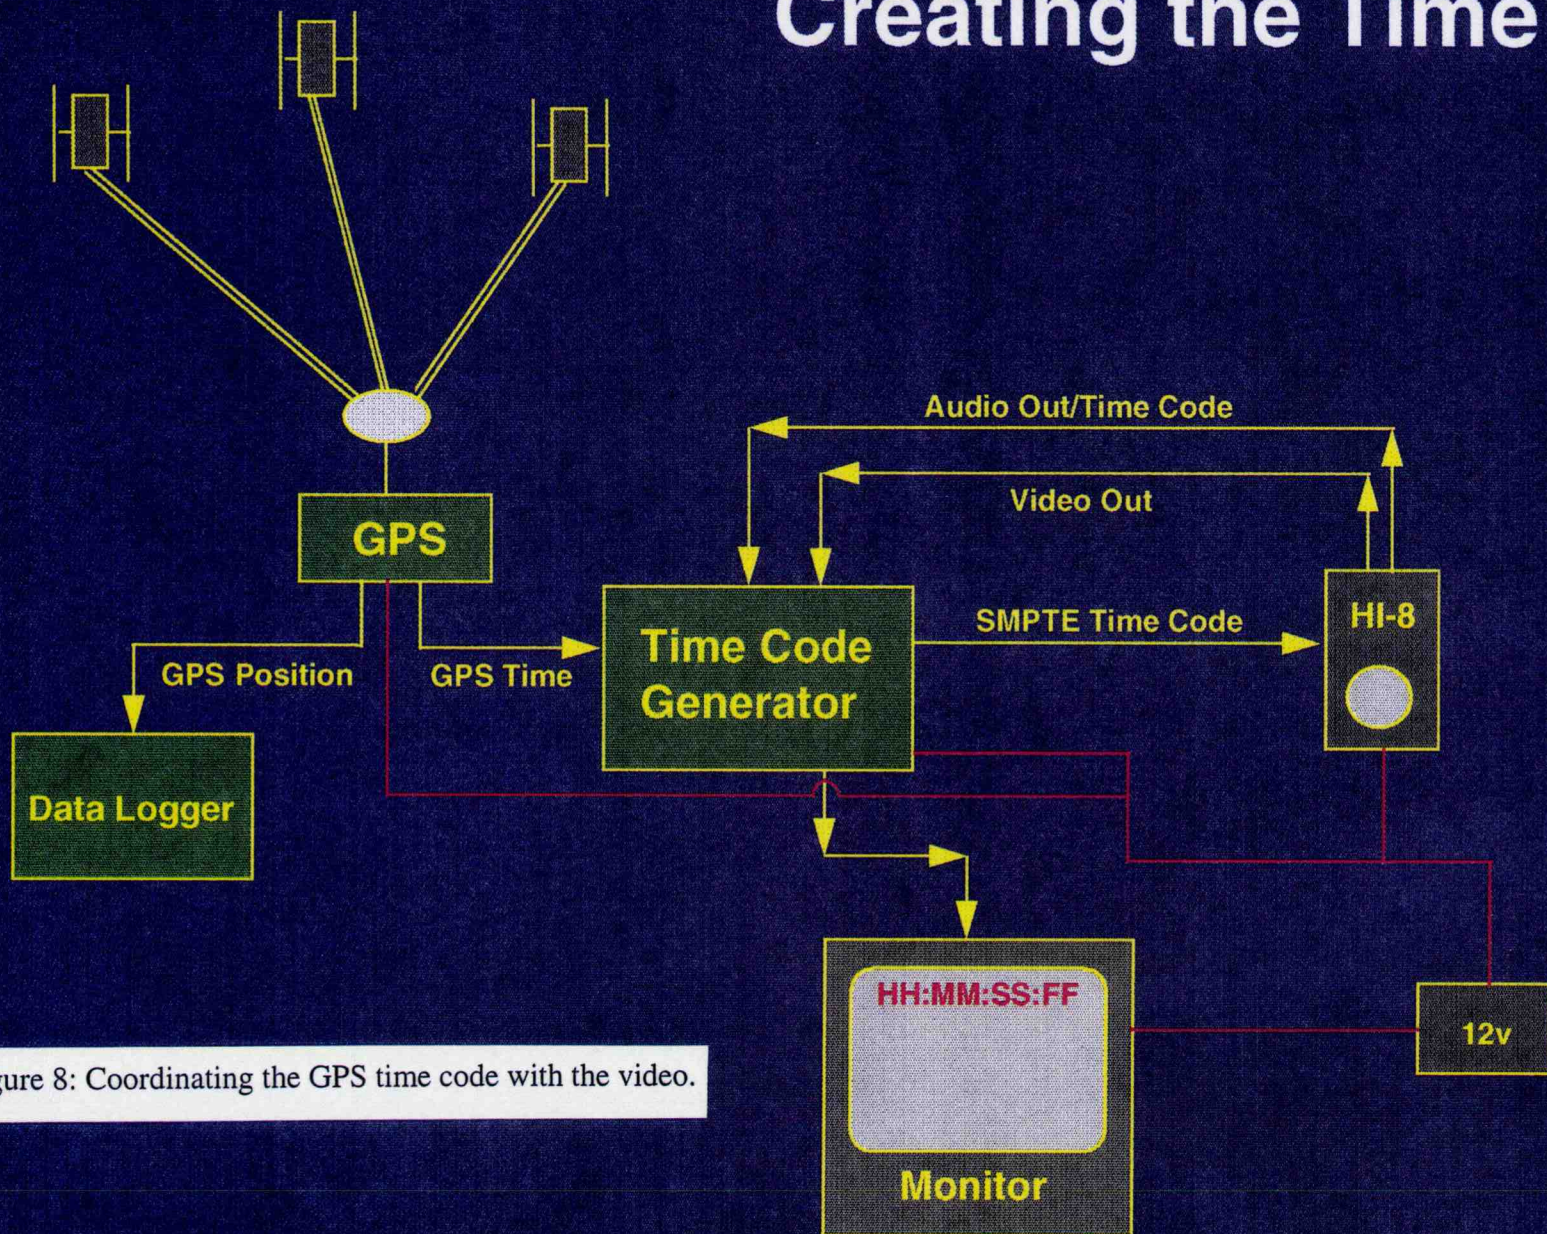 Creating the Time
Audio Out/Time Code
Video Out
GPS
HI-8
SMPTE Time Code
Time Code
Generator
GPS Position
GPS Time
Data Logger
HH:MM:SS:FF
12v
gure 8: Coordinating the GPS time code with the video.
Monitor